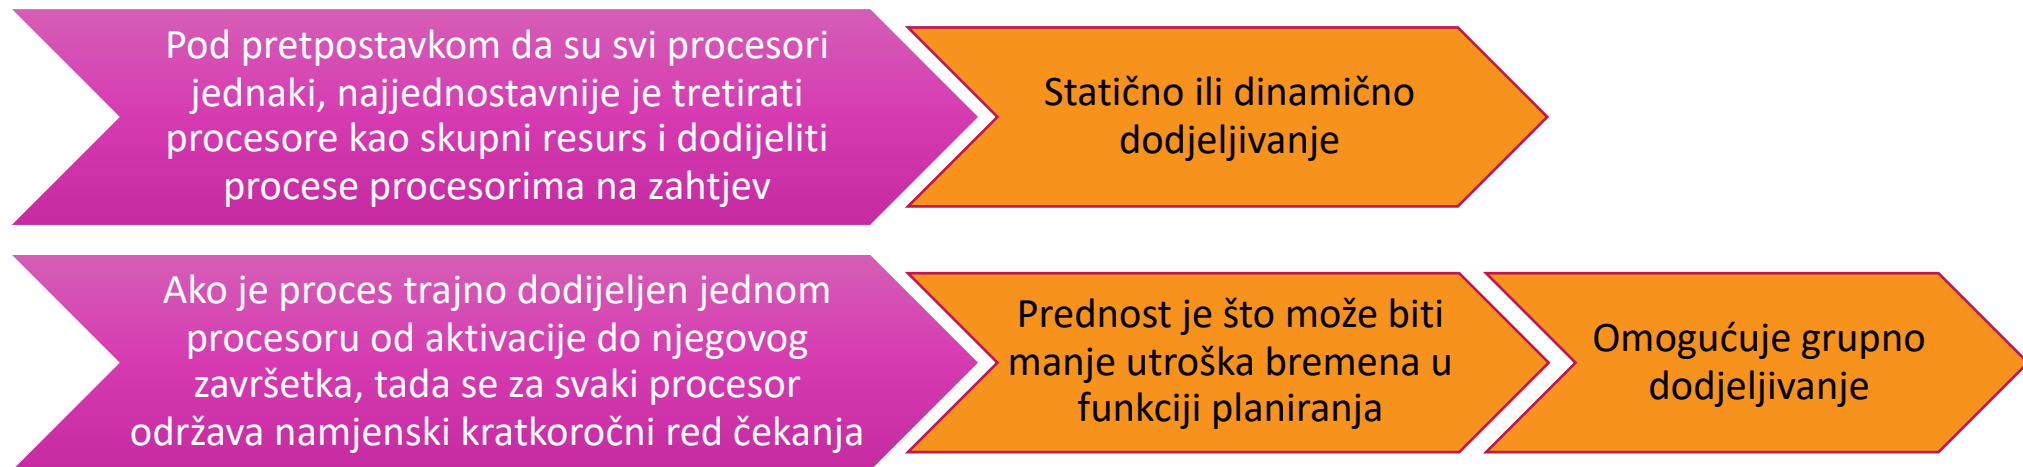 Pod pretpostavkom da su svi procesori
jednaki, najjednostavnije je tretirati
procesore kao skupni resurs i dodijeliti
procese procesorima na zahtjev
Statično ili dinamično
dodjeljivanje
Ako je proces trajno dodijeljen jednom
procesoru od aktivacije do njegovog
završetka, tada se za svaki procesor
održava namjenski kratkoročni red čekanja
Prednost je što može biti
manje utroška bremena u
funkciji planiranja
Omogućuje grupno
dodjeljivanje